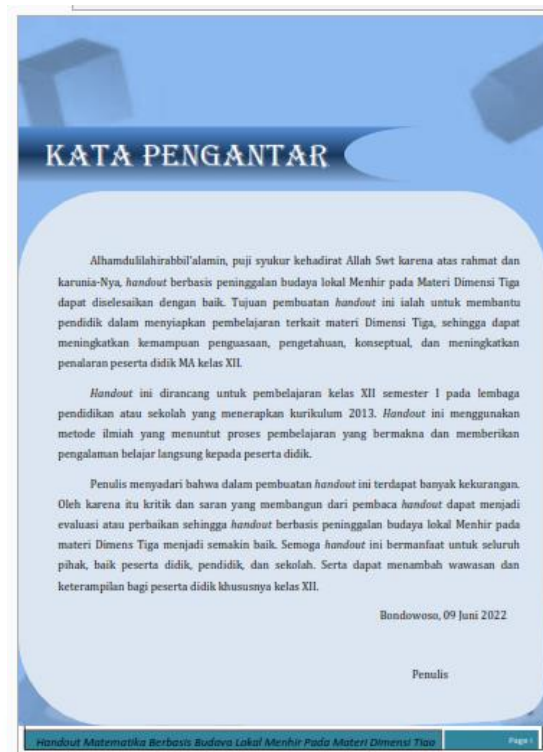 KATA PENGANTAR
Alhamdulilahirabbil'alamin, puji syukur kehadirat Allah Swt karena atas rahmat dan
karunia-Nya, handout berbasis peninggalan budaya lokal Menhir pada Materi Dimensi Tiga
dapat diselesaikan dengan baik. Tujuan pembuatan handout ini ialah untuk membantu
pendidik dalam menyiapkan pembelajaran terkait materi Dimensi Tiga, sehingga dapat
meningkatkan kemampuan penguasaan, pengetahuan, konseptual, dan meningkatkan
penalaran peserta didik MA kelas XII.
Handout ini dirancang untuk pembelajaran kelas XII semester I pada lembaga
pendidikan atau sekolah yang menerapkan kurikulum 2013. Handout ini menggunakan
metode ilmiah yang menuntut proses pembelajaran yang bermakna dan memberikan
pengalaman belajar langsung kepada peserta didik.
Penulis menyadari bahwa dalam pembuatan handout ini terdapat banyak kekurangan.
Oleh karena itu kritik dan saran yang membangun dari pembaca handout dapat menjadi
evaluasi atau perbaikan sehingga handout berbasis peninggalan budaya lokal Menhir pada
materi Dimens Tiga menjadi semakin baik. Semoga handout ini bermanfaat untuk seluruh
pihak, baik peserta didik, pendidik, dan sekolah. Serta dapat menambah wawasan dan
keterampilan bagi peserta didik khususnya kelas XII.
Bondowoso, 09 Juni 2022
Penulis
Handout Matematika Berbasis Budaya Lokal Menhir Pada Materi Dimensi Tiga
Page i